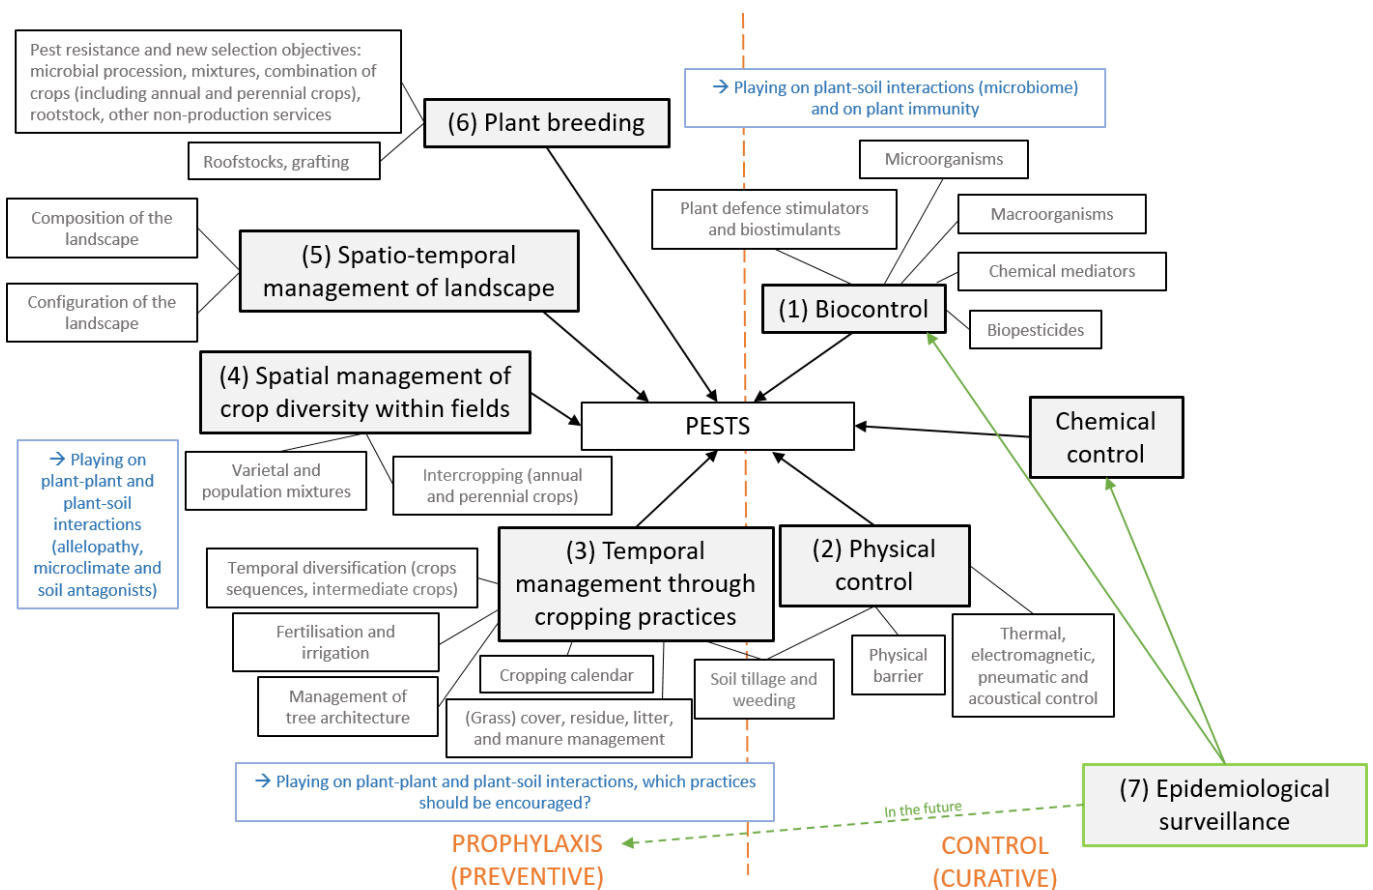 Pest resistance and new selection objectives:
microbial procession, mixtures, combination of
crops (including annual and perennial crops),
rootstock, other non-production services
(6) Plant breeding
Roofstocks, grafting
→ Playing on plant-soil interactions (microbiome)
and on plant immunity
Microorganisms
Plant defence stimulators
and biostimulants
Macroorganisms
Chemical mediators
(1) Biocontrol
Biopesticides
Composition of the
landscape
(5) Spatio-temporal
management of landscape
Configuration of the
landscape
(4) Spatial management of
crop diversity within fields
PESTS
Chemical
control
→ Playing on
plant-plant and
plant-soil
interactions
(allelopathy,
microclimate and
soil antagonists)
Varietal and
population mixtures
Intercropping (annual
and perennial crops)
(3) Temporal
management through
cropping practices
(2) Physical
control
Temporal diversification (crops
sequences, intermediate crops)
Fertilisation and
irrigation
Management of
tree architecture
Cropping calendar
(Grass) cover, residue, litter,
and manure management
Soil tillage and
weeding
Physical
barrier
Thermal,
electromagnetic,
pneumatic and
acoustical control
→ Playing on plant-plant and plant-soil interactions, which practices
should be encouraged?
In the future
(7) Epidemiological
surveillance
PROPHYLAXIS
(PREVENTIVE)
CONTROL
(CURATIVE)